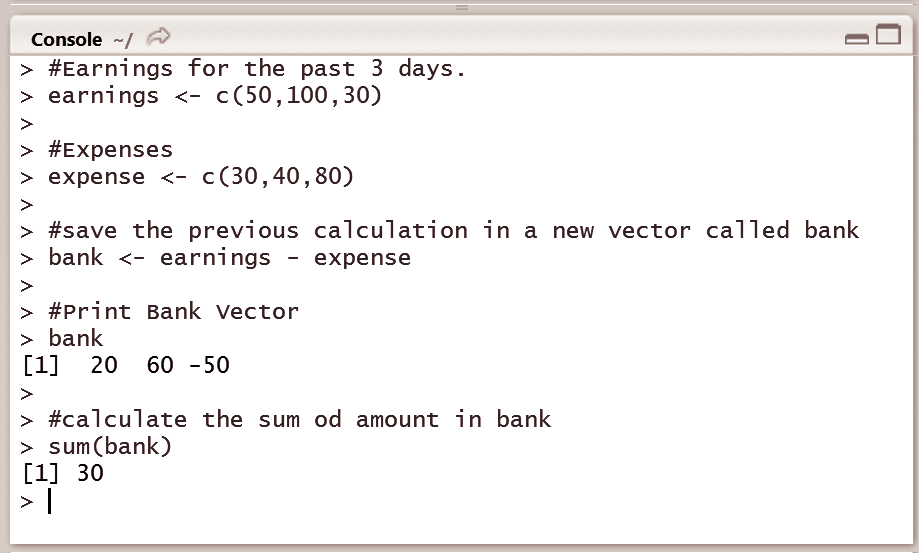 Console ~/
> #Earnings for the past 3 days.
> earnings <- c(50,100,30)
>
> #Expenses
> expense <- c(30,40,80)
>
> #save the previous calculation in a new vector called bank
> bank <- earnings - expense
>
> #Print Bank Vector
> bank
[1]  20  60 -50
>
> #calculate the sum od amount in bank
> sum(bank)
[1] 30
>